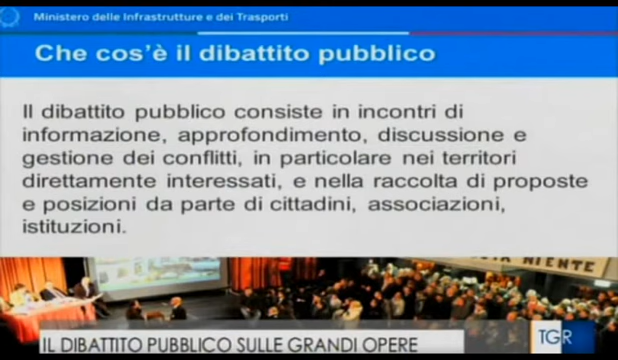 Ministero delle Infrastrutture e dei Trasporti
Che cos'è il dibattito pubblico
Il dibattito pubblico consiste in incontri di
informazione, approfondimento, discussione e
gestione dei conflitti, in particolare nei territori
direttamente interessati, e nella raccolta di proposte
e posizioni da parte di cittadini, associazioni,
istituzioni.
NIENTE
IL DIBATTITO PUBBLICO SULLE GRANDI OPERE
TGR